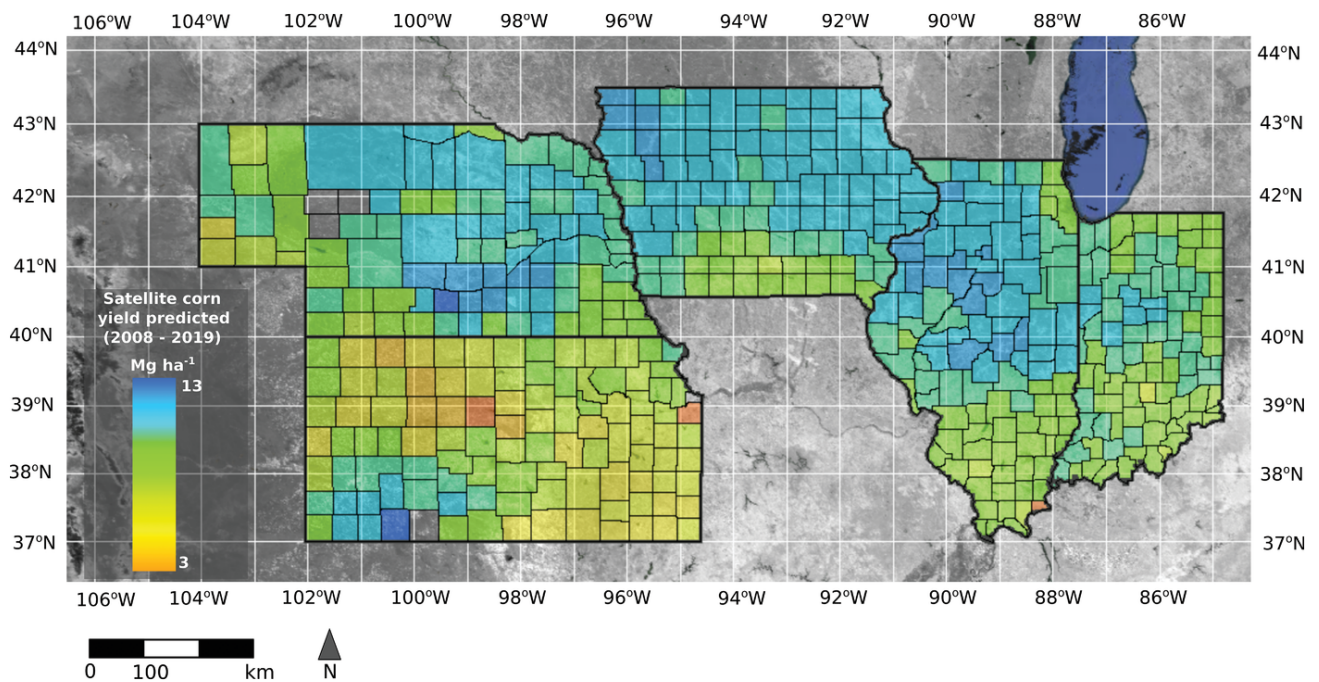 106°W 104°W 102°W 100°W 98°W 96°W 94°W 92°W 90°W 88°W 86°W
44°N 44°N
43°N 43°N
42°N 42°N
41°N 41°N
Satellite corn
yield predicted
(2008 - 2019)
40°N 40°N
Mg ha⁻¹
13
39°N 39°N
38°N 38°N
3
37°N 37°N
106°W 104°W 102°W 100°W 98°W 96°W 94°W 92°W 90°W 88°W 86°W
0 100 km N